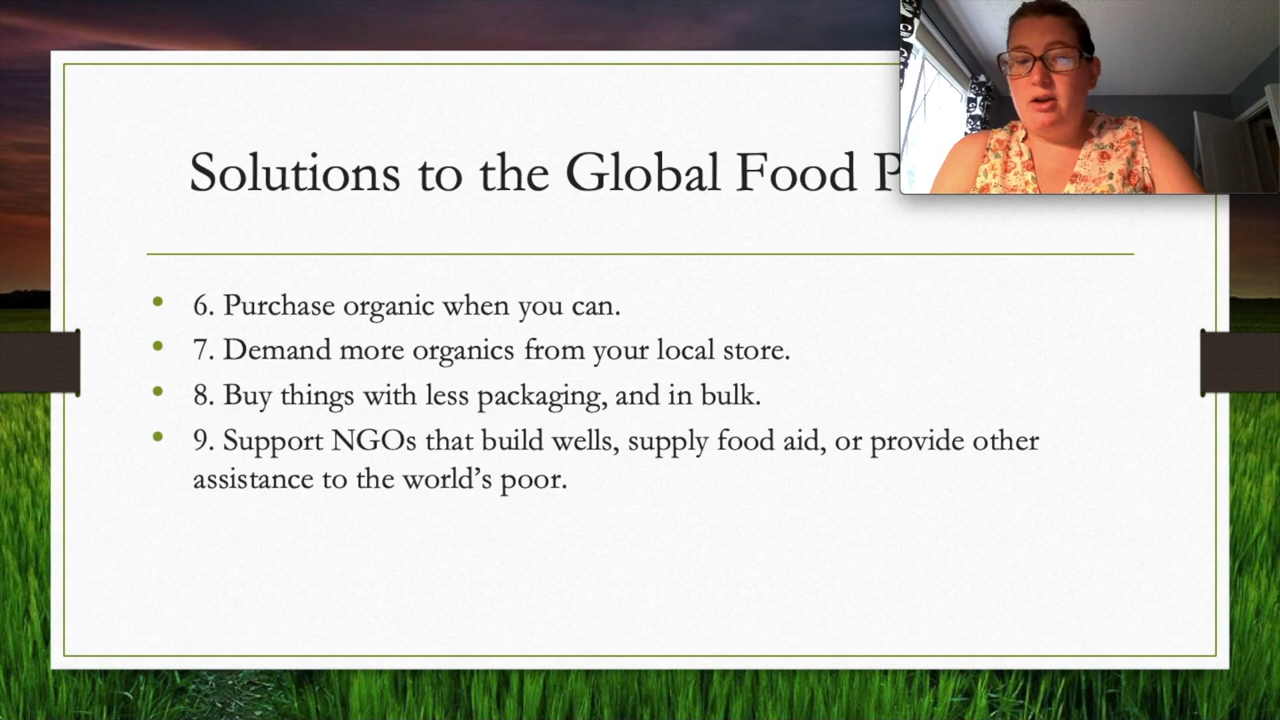 Solutions to the Global Food
• 6. Purchase organic when you can.
• 7. Demand more organics from your local store.
• 8. Buy things with less packaging, and in bulk.
• 9. Support NGOs that build wells, supply food aid, or provide other
assistance to the world’s poor.